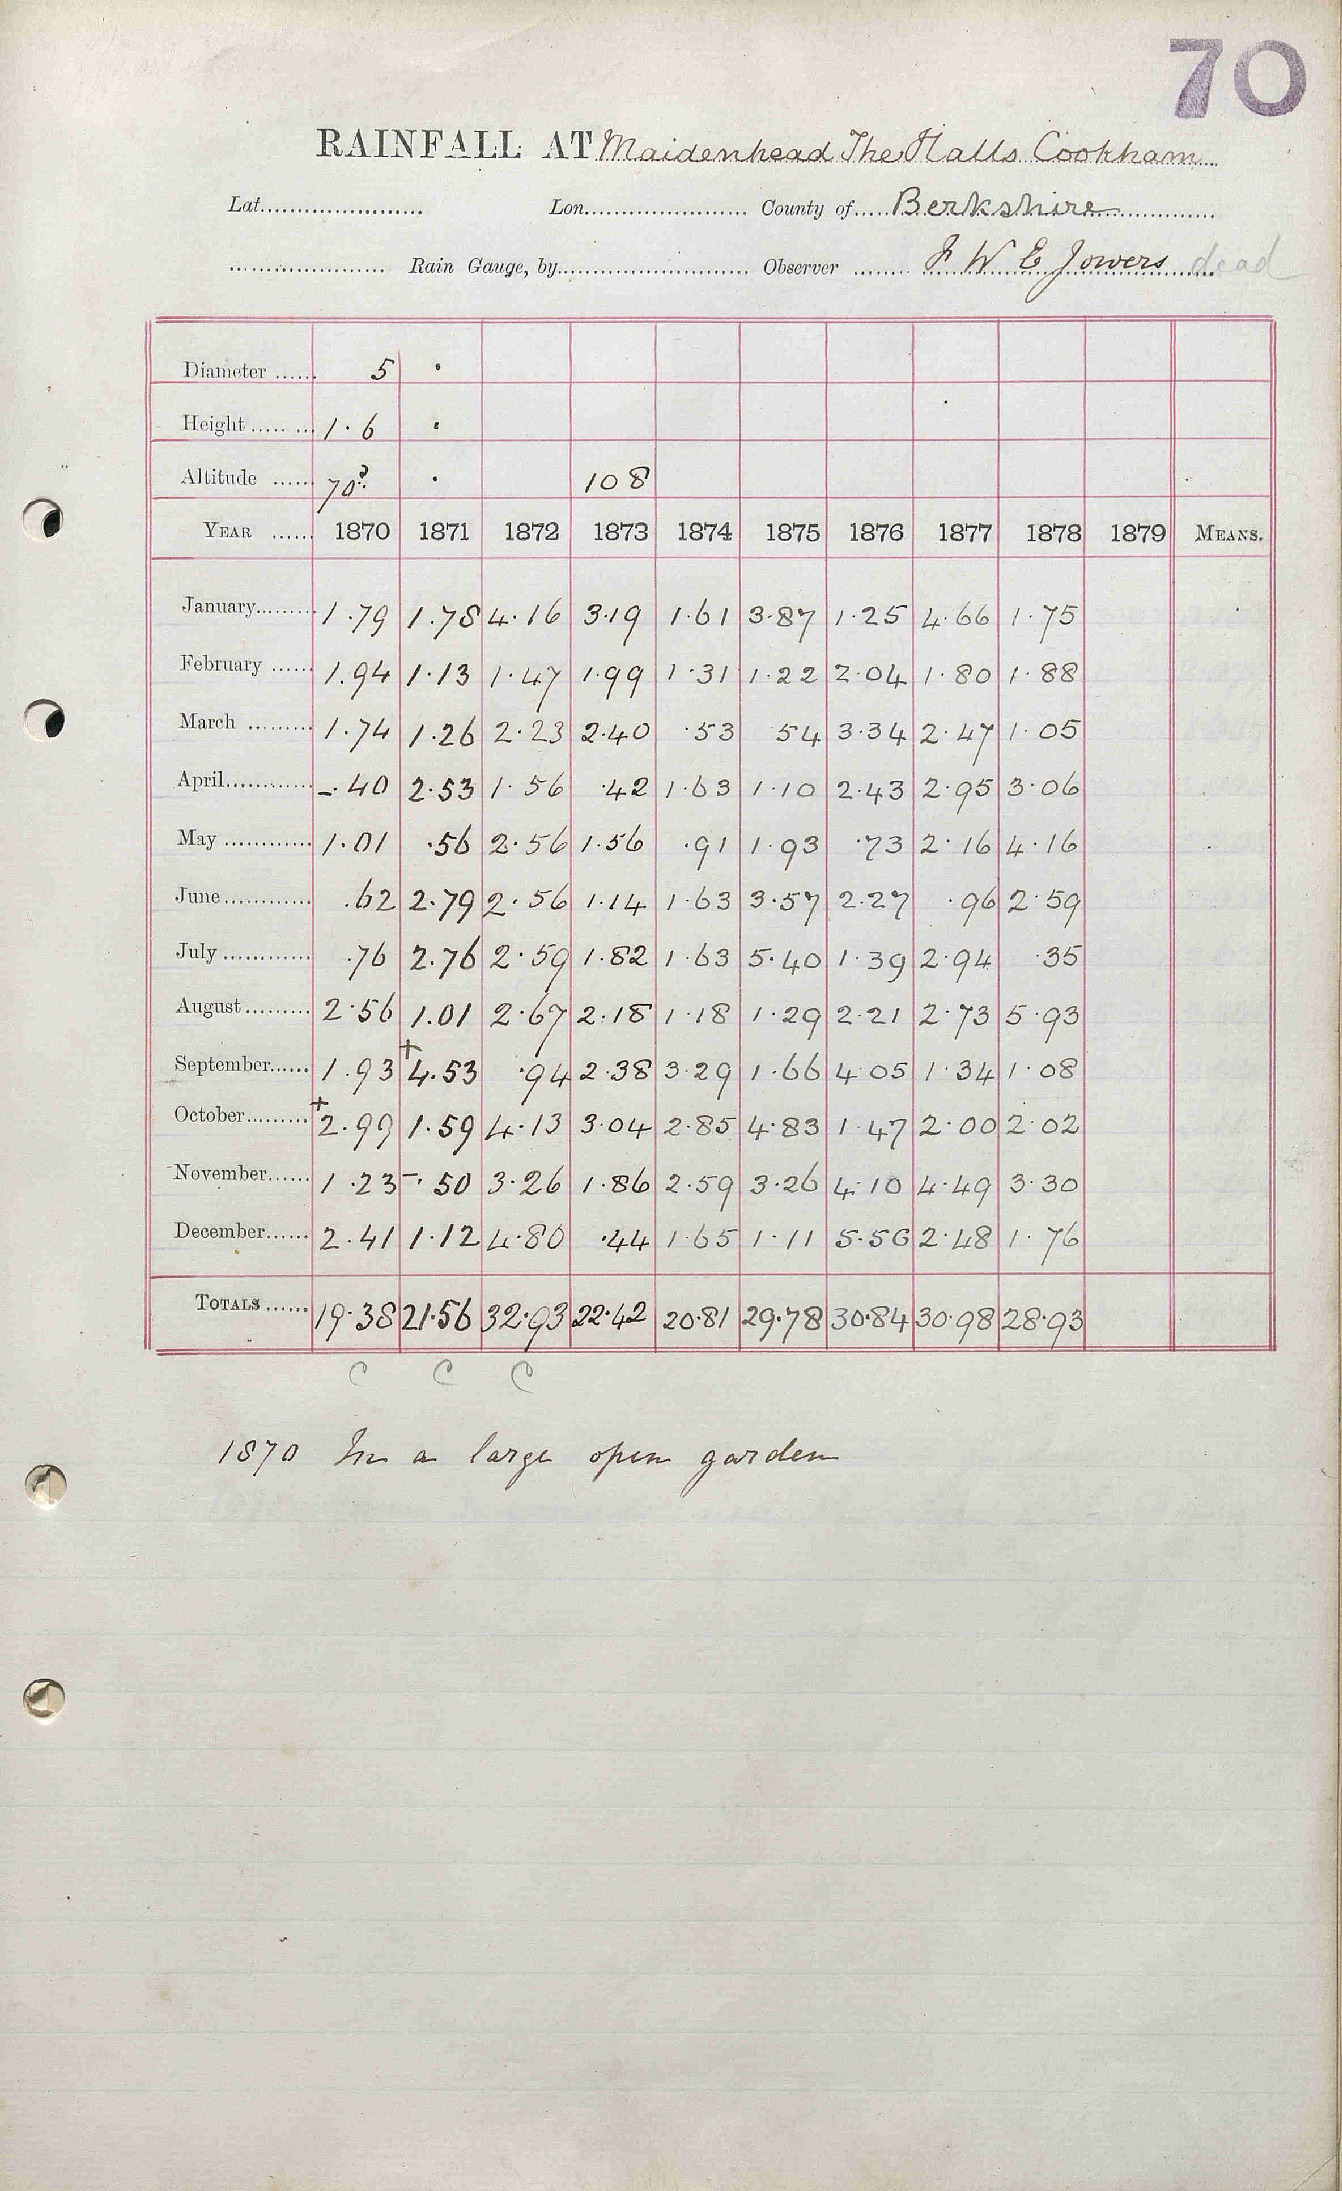 70
RAINFALL AT Maidenhead The Halls Cookham
Lat...................... Lon...................... County of..... Berkshire
..................... Rain Gauge, by.......................... Observer ........ J W E Jowers dead
Diameter ...... 5 ·
Height ........ 1·6 ·
Altitude ...... 70? · 108
YEAR ...... 1870 1871 1872 1873 1874 1875 1876 1877 1878 1879 MEANS.
January......... 1·79 1·78 4·16 3·19 1·61 3·87 1·25 4·66 1·75
February ...... 1.94 1·13 1·47 1·99 1·31 1·22 2·04 1·80 1·88
March ......... 1·74 1·26 2·23 2·40 ·53 54 3·34 2·47 1·05
April............ –·40 2·53 1·56 ·42 1·63 1·10 2·43 2·95 3·06
May ............ 1·01 ·56 2·56 1·56 ·91 1·93 ·73 2·16 4·16
June............ ·62 2·79 2·56 1·14 1·63 3·57 2·27 ·96 2·59
July ............ ·76 2.76 2·59 1·82 1·63 5·40 1·39 2·94 ·35
August......... 2·56 1.01 2·67 2·18 1·18 1·29 2·21 2·73 5·93
September...... 1·93 +4.53 ·94 2·38 3·29 1·66 4·05 1·34 1·08
October......... +2.99 1·59 4·13 3·04 2·85 4·83 1·47 2·00 2·02
November...... 1·23 –·50 3·26 1·86 2·59 3·26 4·10 4·49 3·30
December...... 2·41 1·12 4·80 ·44 1·65 1·11 5·56 2·48 1·76
TOTALS ...... 19·38 21·56 32·93 22·42 20·81 29·78 30·84 30·98 28·93
C C C
1870 In a large open garden